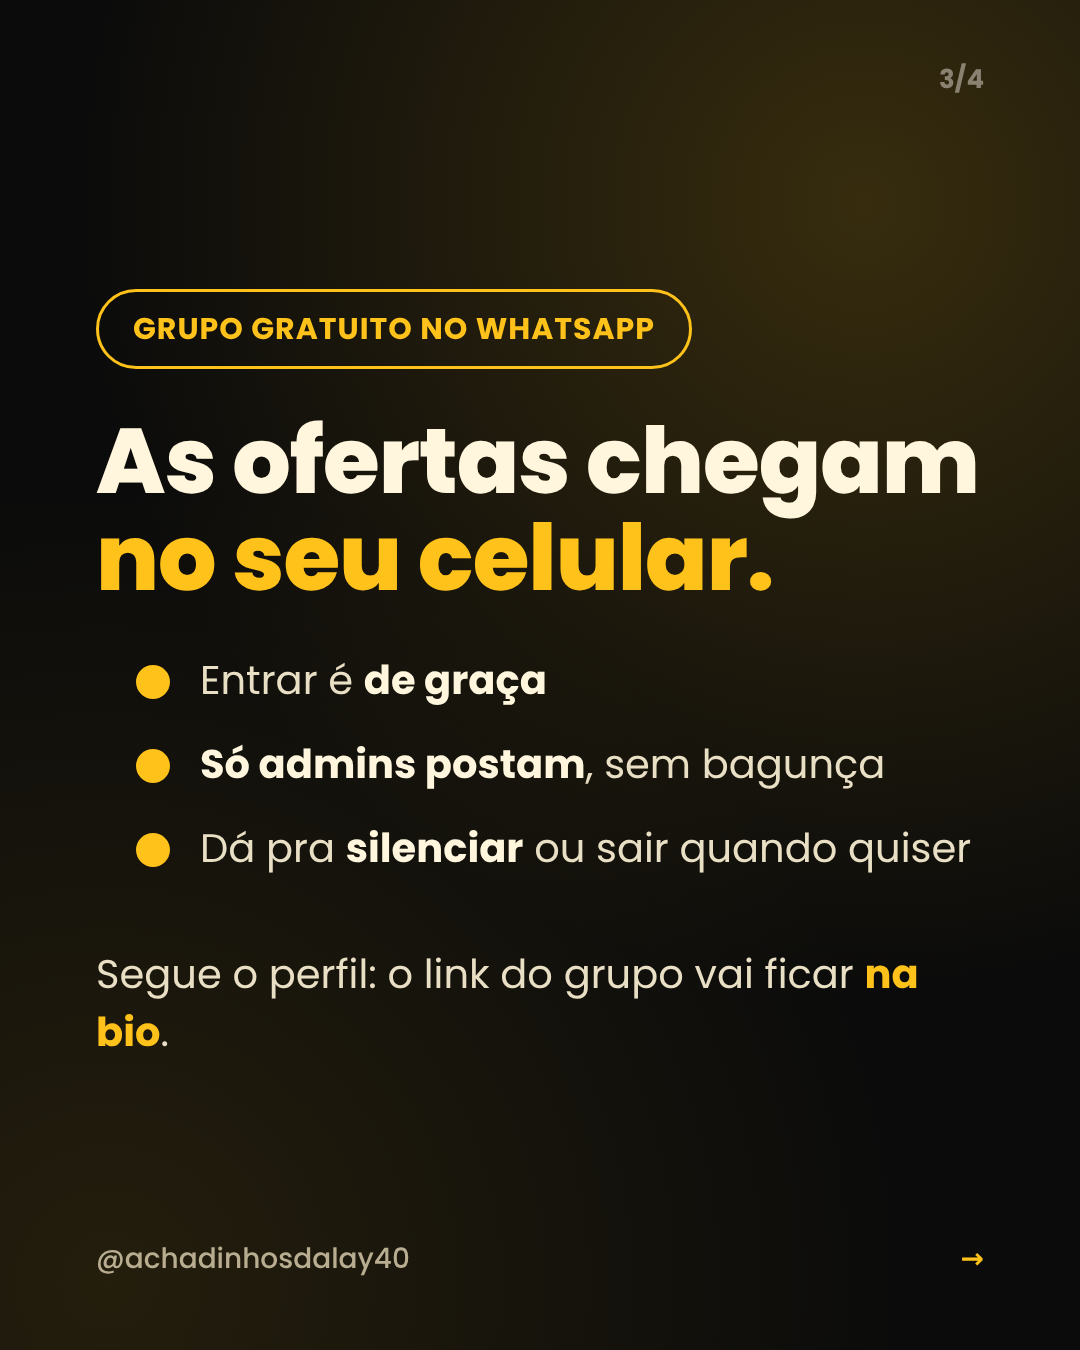 3/4
GRUPO GRATUITO NO WHATSAPP
As ofertas chegam
no seu celular.
Entrar é de graça
Só admins postam, sem bagunça
Dá pra silenciar ou sair quando quiser
Segue o perfil: o link do grupo vai ficar na
bio.
@achadinhosdalay40 →